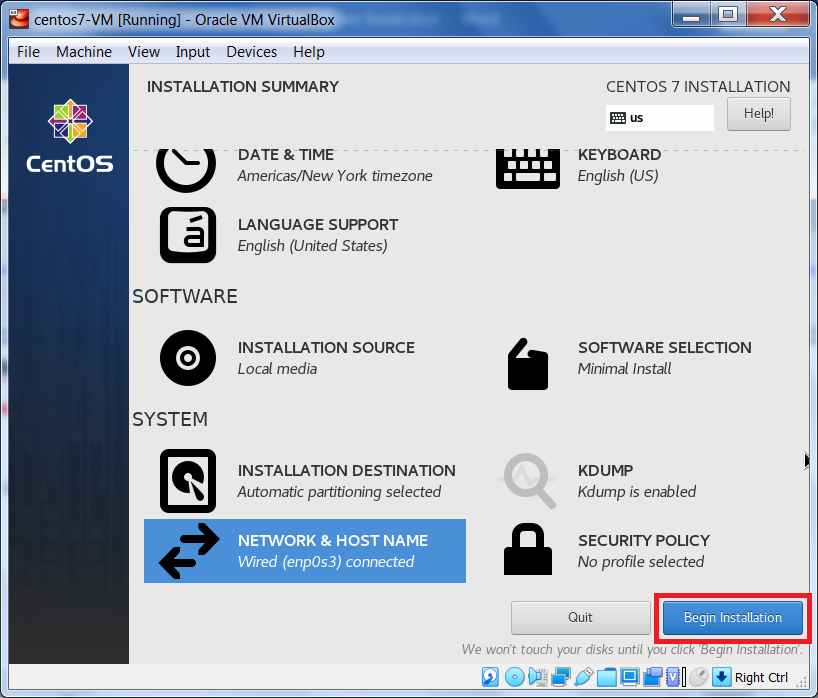 centos7-VM [Running] - Oracle VM VirtualBox
File Machine View Input Devices Help
INSTALLATION SUMMARY
CENTOS 7 INSTALLATION
us
Help!
CentOS
DATE & TIME
Americas/New York timezone
KEYBOARD
English (US)
LANGUAGE SUPPORT
English (United States)
SOFTWARE
INSTALLATION SOURCE
Local media
SOFTWARE SELECTION
Minimal Install
SYSTEM
INSTALLATION DESTINATION
Automatic partitioning selected
KDUMP
Kdump is enabled
NETWORK & HOST NAME
Wired (enp0s3) connected
SECURITY POLICY
No profile selected
Quit
Begin Installation
We won't touch your disks until you click 'Begin Installation'.
Right Ctrl